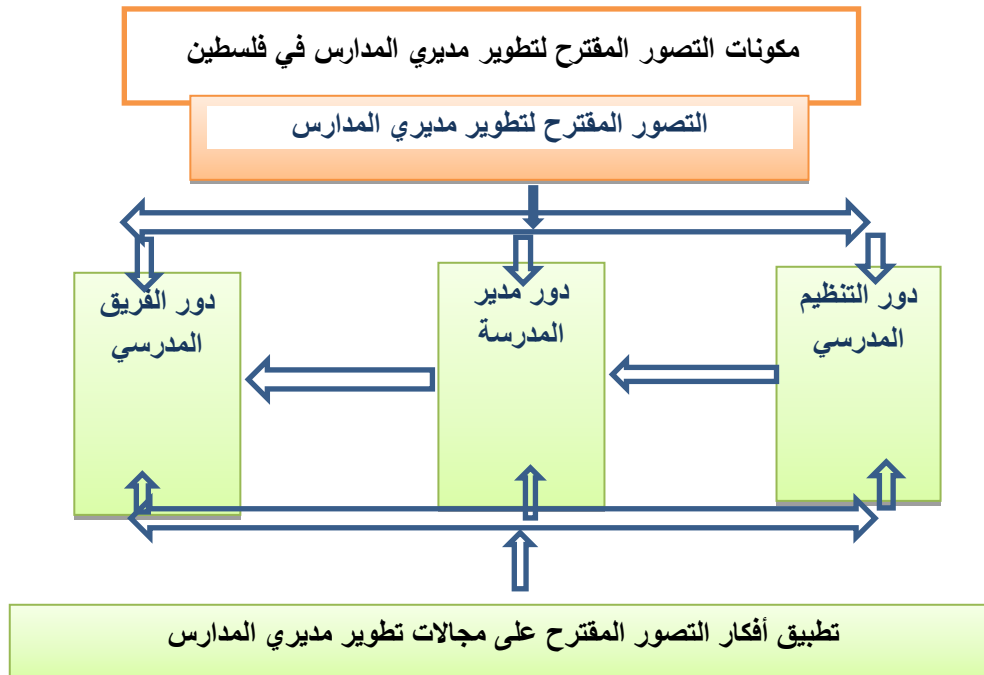 مكونات التصور المقترح لتطوير مديري المدارس في فلسطين
التصور المقترح لتطوير مديري المدارس
دور التنظيم
المدرسي
دور مدير
المدرسة
دور الفريق
المدرسي
تطبيق أفكار التصور المقترح على مجالات تطوير مديري المدارس